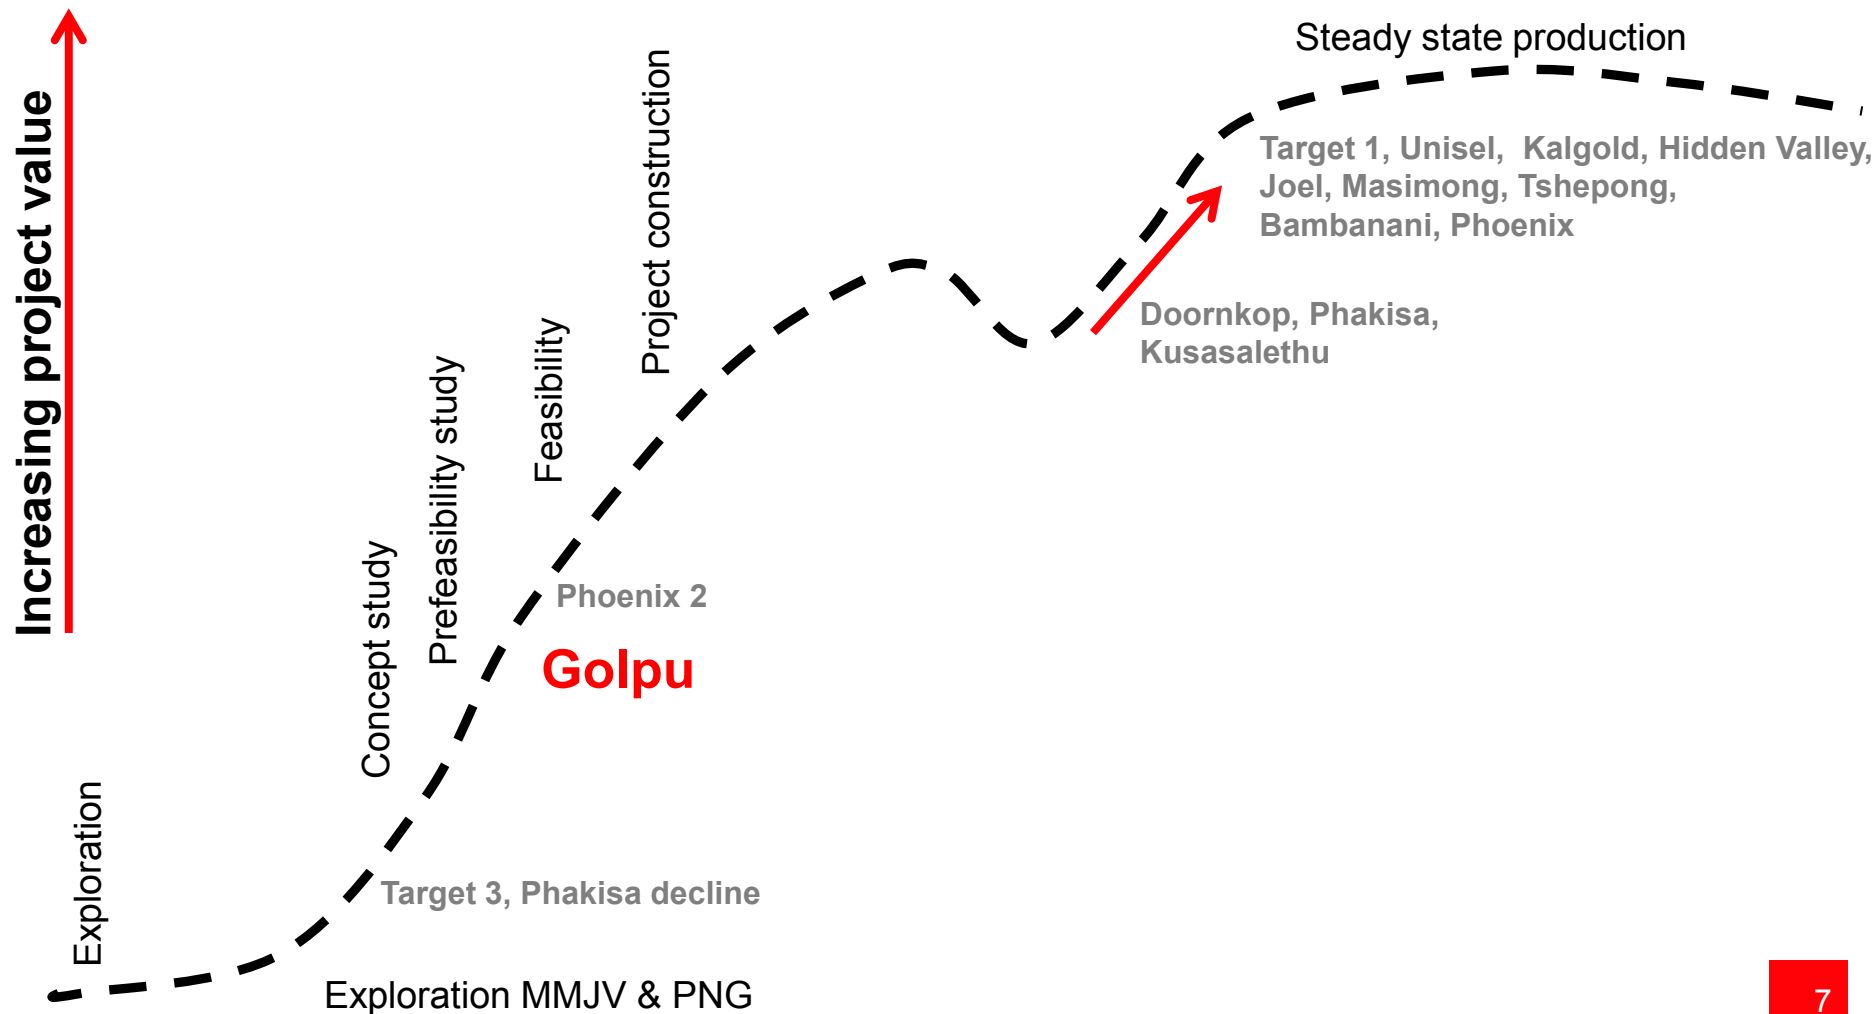 Steady state production
Increasing project value
Exploration
Concept study
Prefeasibility study
Feasibility
Project construction
Target 1, Unisel,  Kalgold, Hidden Valley,
Joel, Masimong, Tshepong,
Bambanani, Phoenix
Doornkop, Phakisa,
Kusasalethu
Phoenix 2
Golpu
Target 3, Phakisa decline
Exploration MMJV & PNG
7